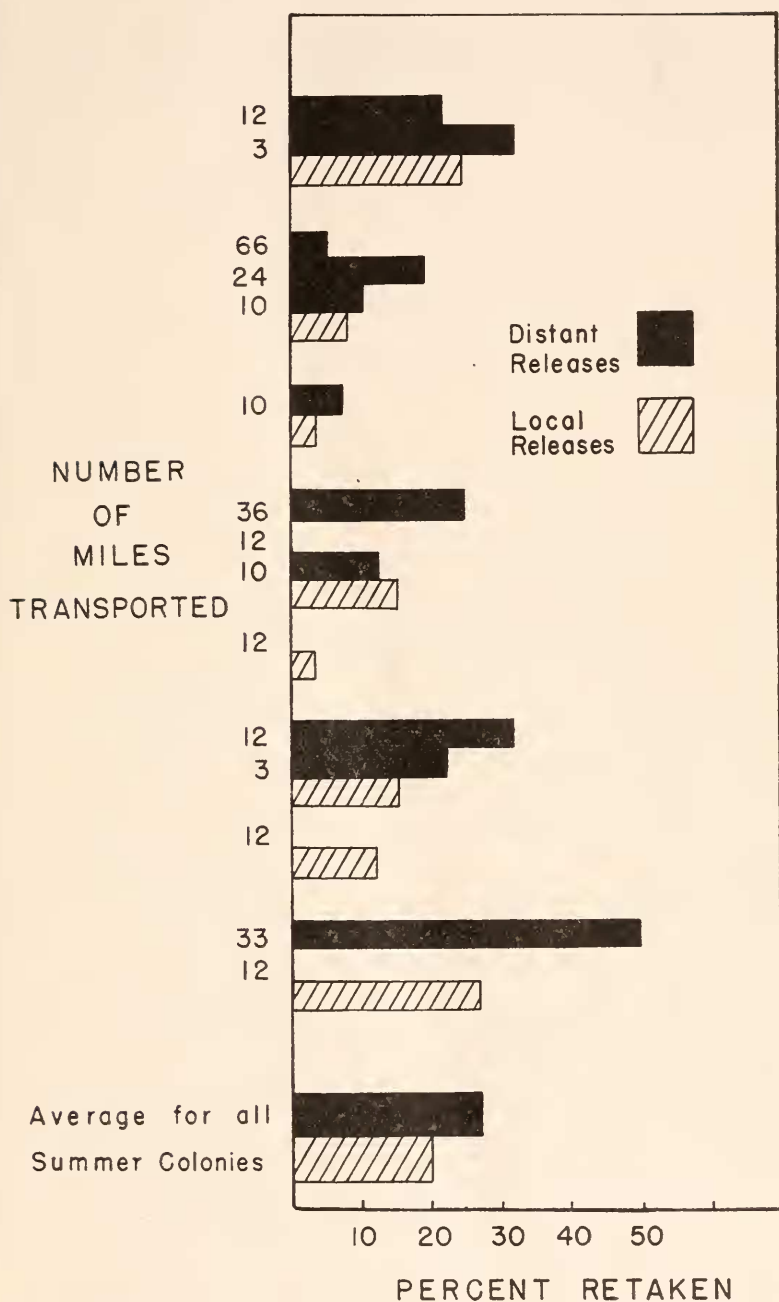 12
3
66
24
10
10
36
12
10
12
12
3
12
33
12
NUMBER
OF
MILES
TRANSPORTED
Distant
Releases
Local
Releases
Average for all
Summer Colonies
10 20 30 40 50
PERCENT RETAKEN